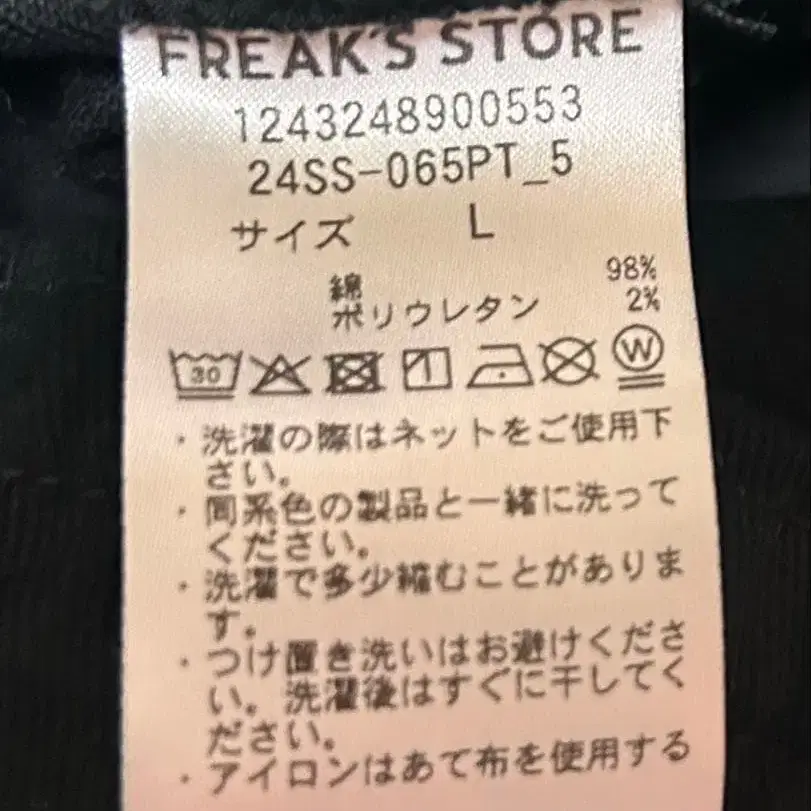 FREAK'S STORE
1243248900553
24SS-065PT_5
サイズ L
綿 98%
ポリウレタン 2%
30 W
・洗濯の際はネットをご使用下
さい。
・同系色の製品と一緒に洗って
ください。
・洗濯で多少縮むことがありま
す。
・つけ置き洗いはお避けくださ
い。洗濯後はすぐに干してく
ださい。
・アイロンはあて布を使用する